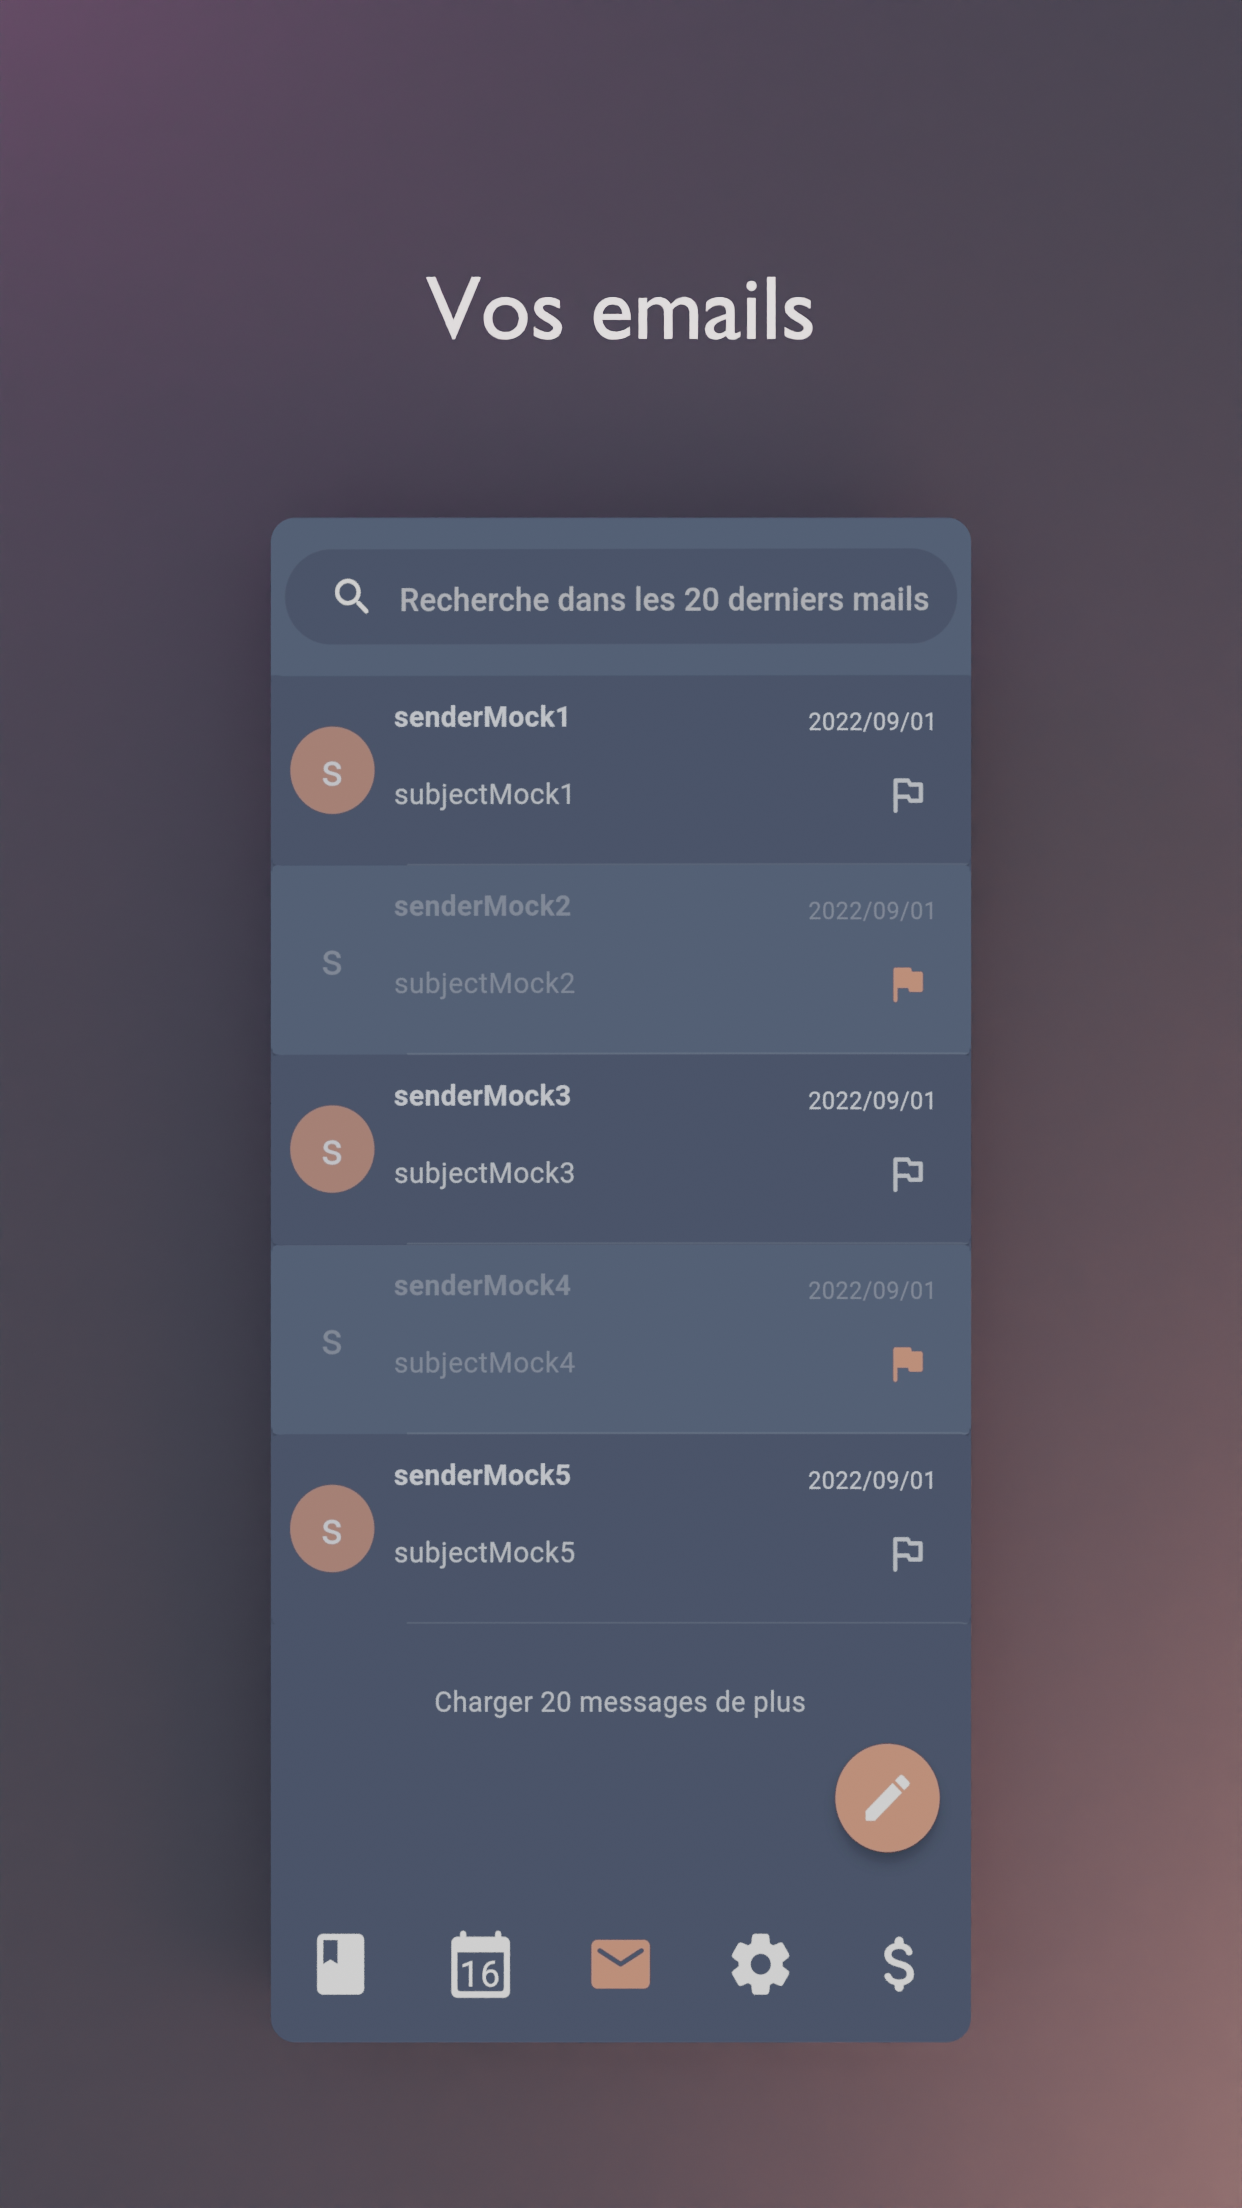 Vos emails
Recherche dans les 20 derniers mails
senderMock1
2022/09/01
S
subjectMock1
senderMock2
2022/09/01
S
subjectMock2
senderMock3
2022/09/01
S
subjectMock3
senderMock4
2022/09/01
S
subjectMock4
senderMock5
2022/09/01
S
subjectMock5
Charger 20 messages de plus
16
$